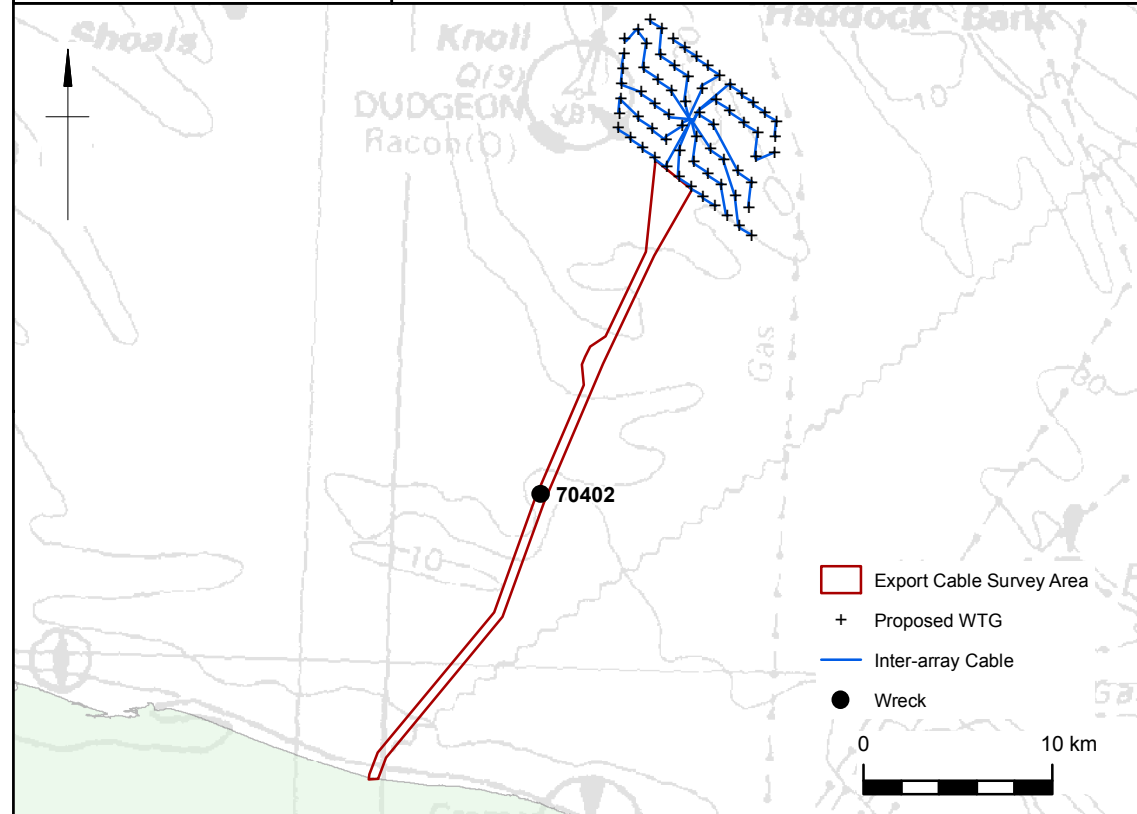 Shoals
Knoll
Haddock Bank
Q(9)
DUDGEON
Racon(O)
10
Gas
70402
10
Export Cable Survey Area
Proposed WTG
Inter-array Cable
Wreck
0 10 km